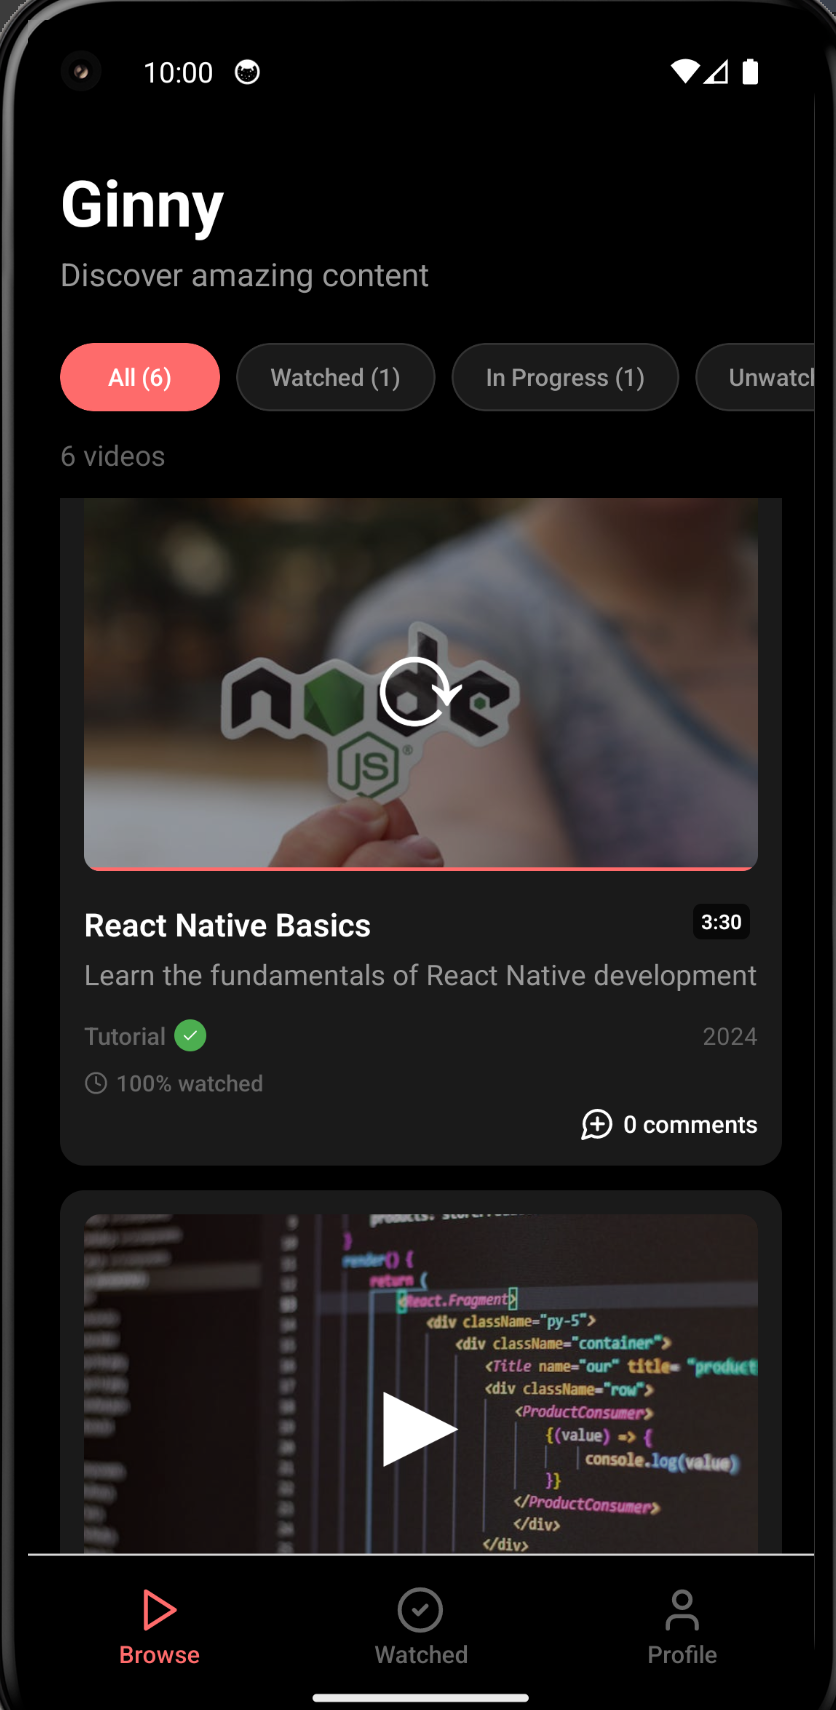 10:00
Ginny
Discover amazing content
All (6) Watched (1) In Progress (1) Unwatcl
6 videos
node
JS
React Native Basics 3:30
Learn the fundamentals of React Native development
Tutorial 2024
100% watched
0 comments
}
render() {
return (
<React.Fragment>
<div className="py-5">
<div className="container">
<Title name="our" title= "product
<div className="row">
<ProductConsumer>
{(value) => {
console.log(value)
}}
</ProductConsumer>
</div>
</div>
Browse Watched Profile